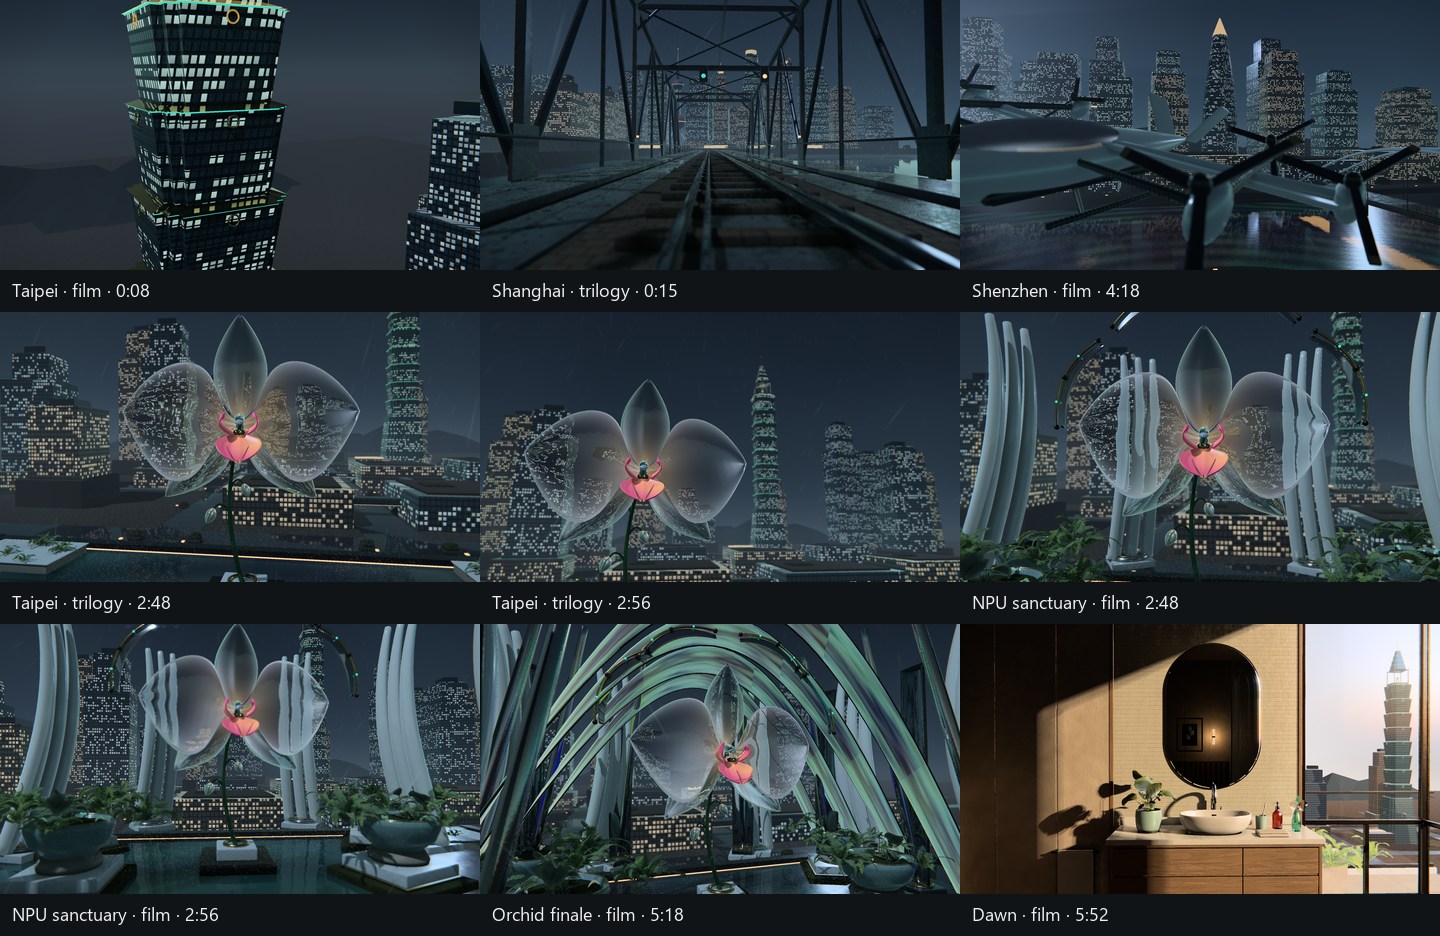 Taipei · film · 0:08
Shanghai · trilogy · 0:15
Shenzhen · film · 4:18
Taipei · trilogy · 2:48
Taipei · trilogy · 2:56
NPU sanctuary · film · 2:48
NPU sanctuary · film · 2:56
Orchid finale · film · 5:18
Dawn · film · 5:52